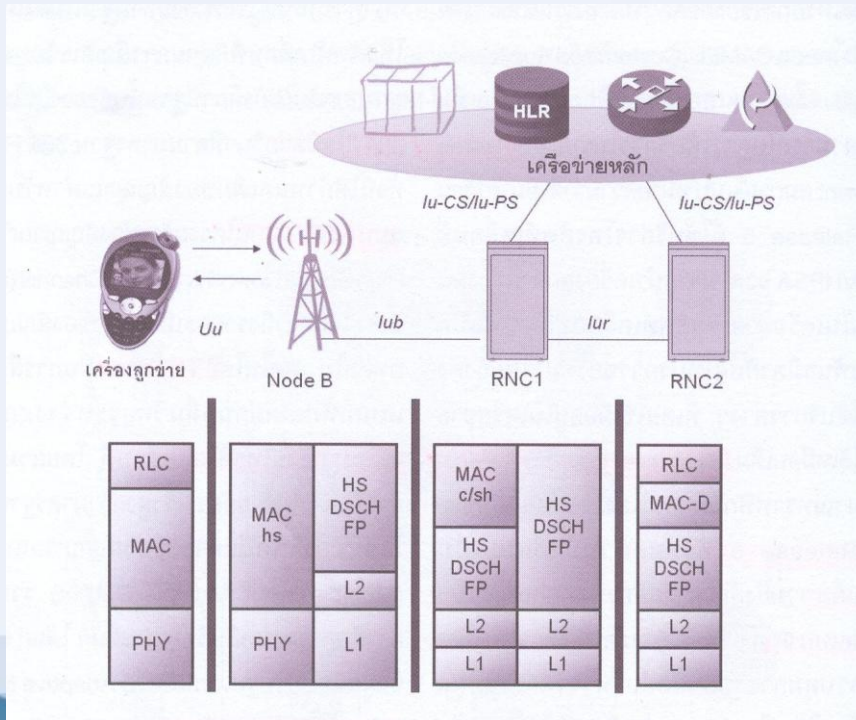 HLR
เครือข่ายหลัก
Iu-CS/Iu-PS
Iu-CS/Iu-PS
Uu
Iub
Iur
เครื่องลูกข่าย
Node B
RNC1
RNC2
RLC
MAC
PHY
MAC
hs
HS
DSCH
FP
L2
PHY
L1
MAC
c/sh
HS
DSCH
FP
HS
DSCH
FP
L2
L2
L1
L1
RLC
MAC-D
HS
DSCH
FP
L2
L1